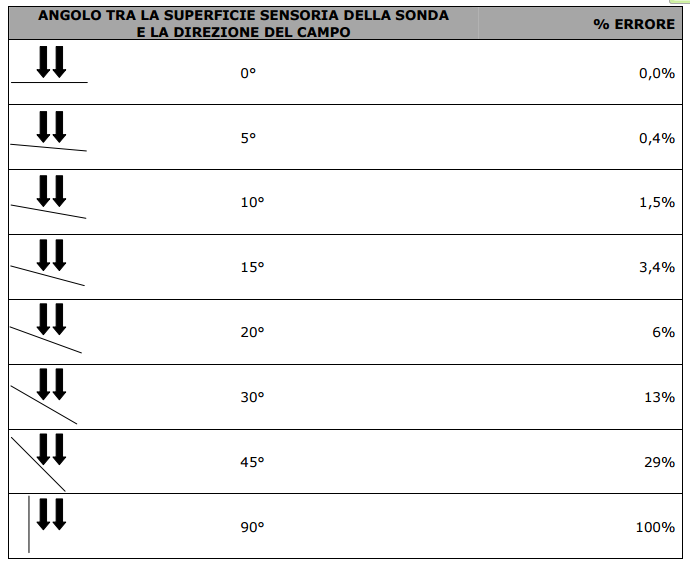 ANGOLO TRA LA SUPERFICIE SENSORIA DELLA SONDA
E LA DIREZIONE DEL CAMPO
% ERRORE
0° 0,0%
5° 0,4%
10° 1,5%
15° 3,4%
20° 6%
30° 13%
45° 29%
90° 100%